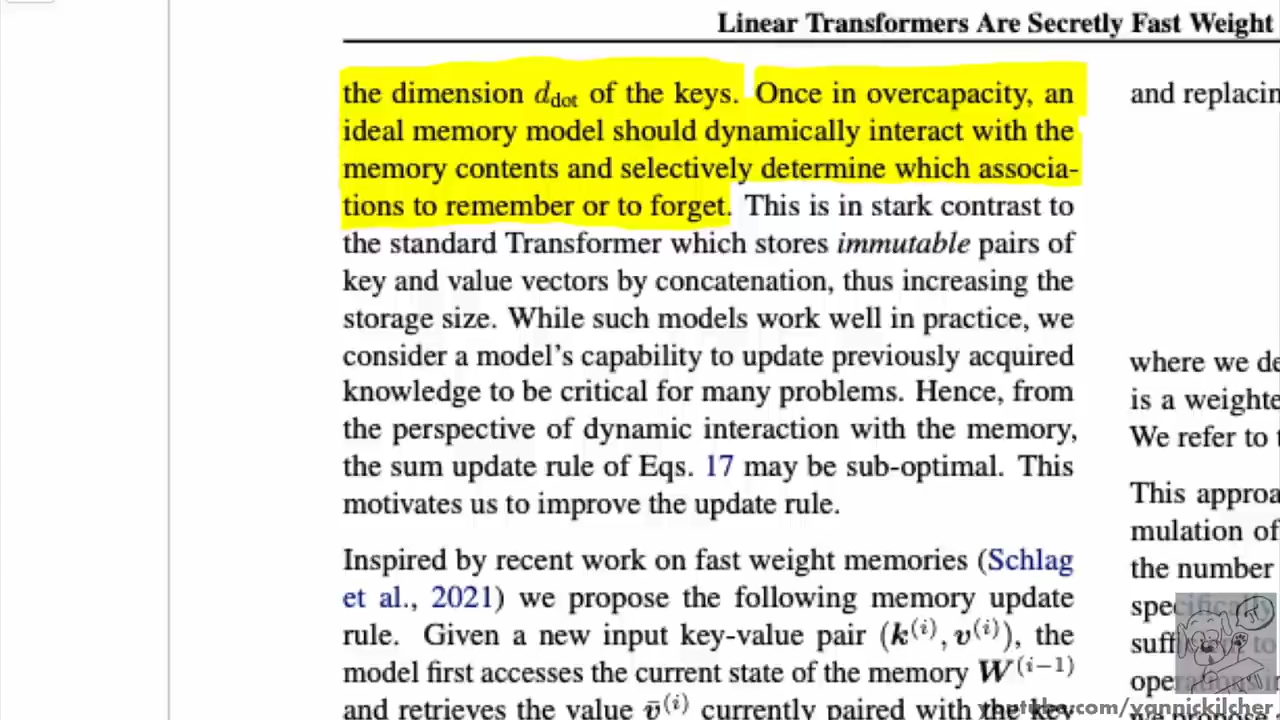 Linear Transformers Are Secretly Fast Weight
the dimension d_dot of the keys. Once in overcapacity, an
ideal memory model should dynamically interact with the
memory contents and selectively determine which associa-
tions to remember or to forget. This is in stark contrast to
the standard Transformer which stores immutable pairs of
key and value vectors by concatenation, thus increasing the
storage size. While such models work well in practice, we
consider a model's capability to update previously acquired
knowledge to be critical for many problems. Hence, from
the perspective of dynamic interaction with the memory,
the sum update rule of Eqs. 17 may be sub-optimal. This
motivates us to improve the update rule.
Inspired by recent work on fast weight memories (Schlag
et al., 2021) we propose the following memory update
rule. Given a new input key-value pair (k^(i), v^(i)), the
model first accesses the current state of the memory W^(i−1)
and retrieves the value v̄^(i) currently paired with the key
and replacin
where we de
is a weighte
We refer to
This approa
mulation of
the number
youtube.com/yannickilcher